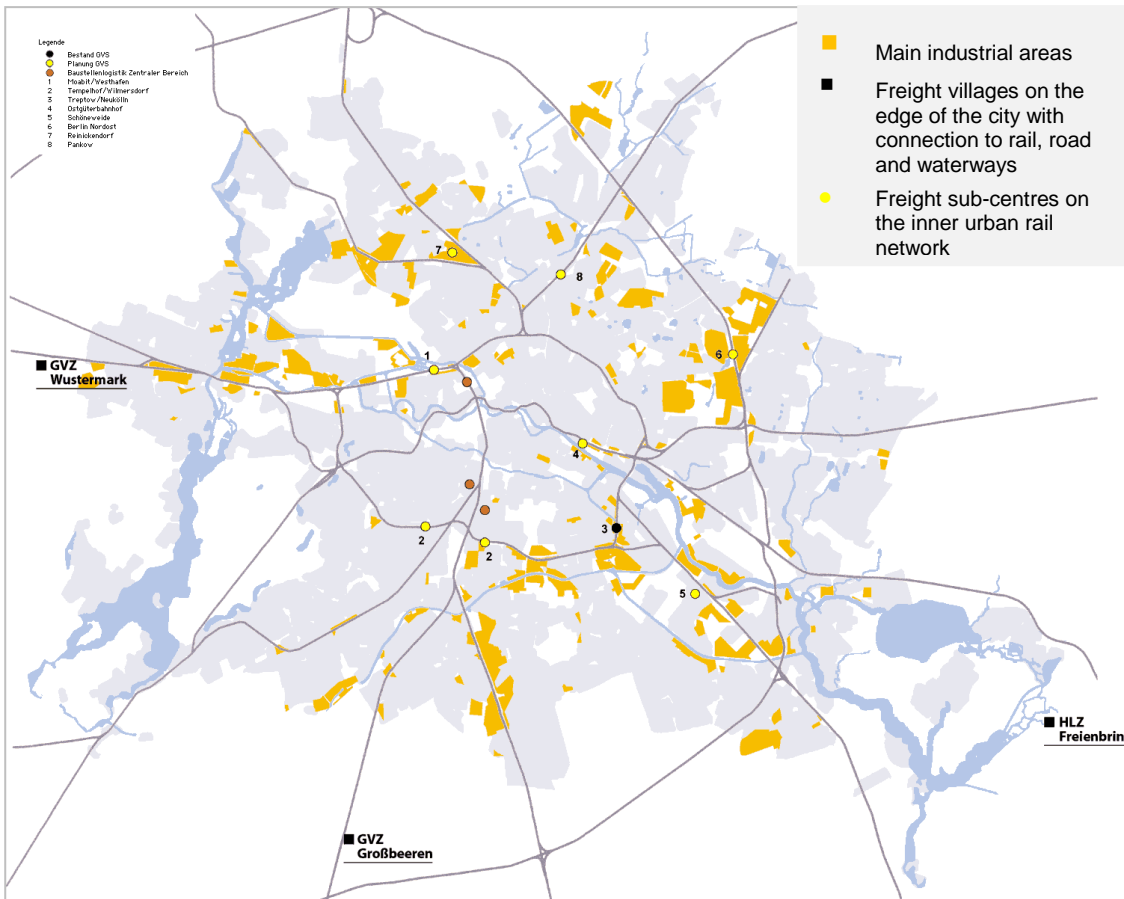 Legende
Bestand GVS
Planung GVS
Baustellenlogistik Zentraler Bereich
1 Moabit/Westhafen
2 Tempelhof/Wilmersdorf
3 Treptow/Neukölln
4 Ostgüterbahnhof
5 Schöneweide
6 Berlin Nordost
7 Reinickendorf
8 Pankow
Main industrial areas
Freight villages on the
edge of the city with
connection to rail, road
and waterways
Freight sub-centres on
the inner urban rail
network
7
8
6
1
GVZ
Wustermark
4
3
2
2
5
HLZ
Freienbrin
GVZ
Großbeeren